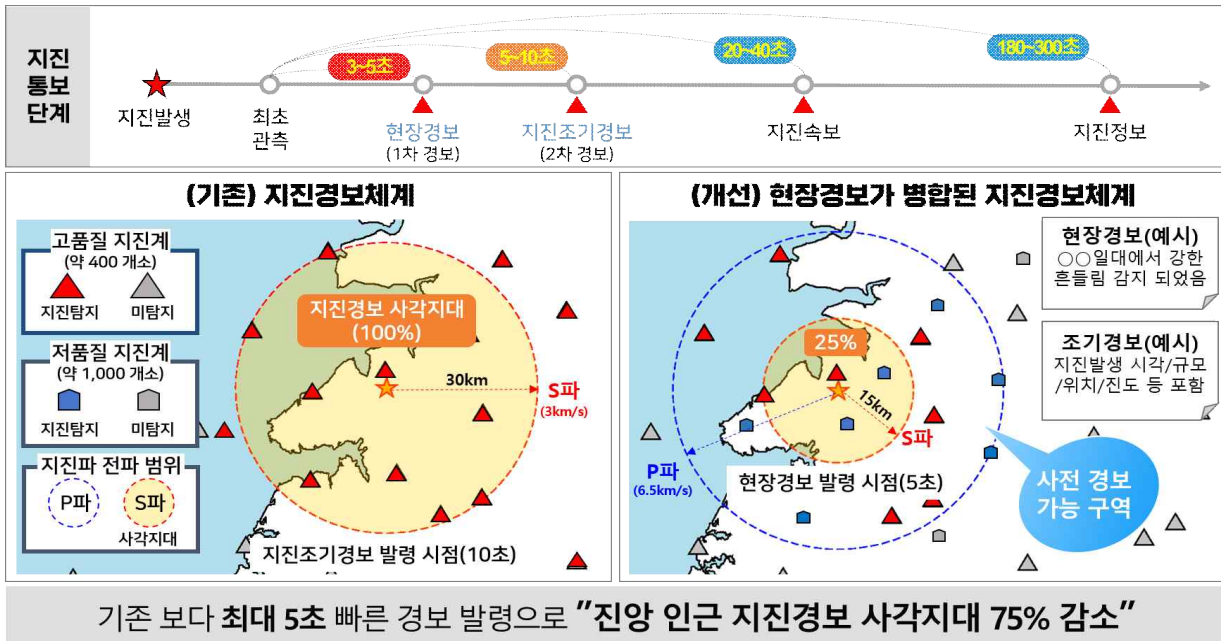 지진
통보
단계
3~5초
5~10초
20~40초
180~300초
지진발생
최초
관측
현장경보
(1차 경보)
지진조기경보
(2차 경보)
지진속보
지진정보
(기존) 지진경보체계
고품질 지진계
(약 400 개소)
지진탐지 미탐지
저품질 지진계
(약 1,000 개소)
지진탐지 미탐지
지진파 전파 범위
P파 S파
사각지대
지진경보 사각지대
(100%)
30km
S파
(3km/s)
지진조기경보 발령 시점(10초)
(개선) 현장경보가 병합된 지진경보체계
현장경보(예시)
○○일대에서 강한
흔들림 감지 되었음
조기경보(예시)
지진발생 시각/규모
/위치/진도 등 포함
25%
15km
S파
P파
(6.5km/s)
현장경보 발령 시점(5초)
사전 경보
가능 구역
기존 보다 최대 5초 빠른 경보 발령으로 "진앙 인근 지진경보 사각지대 75% 감소"